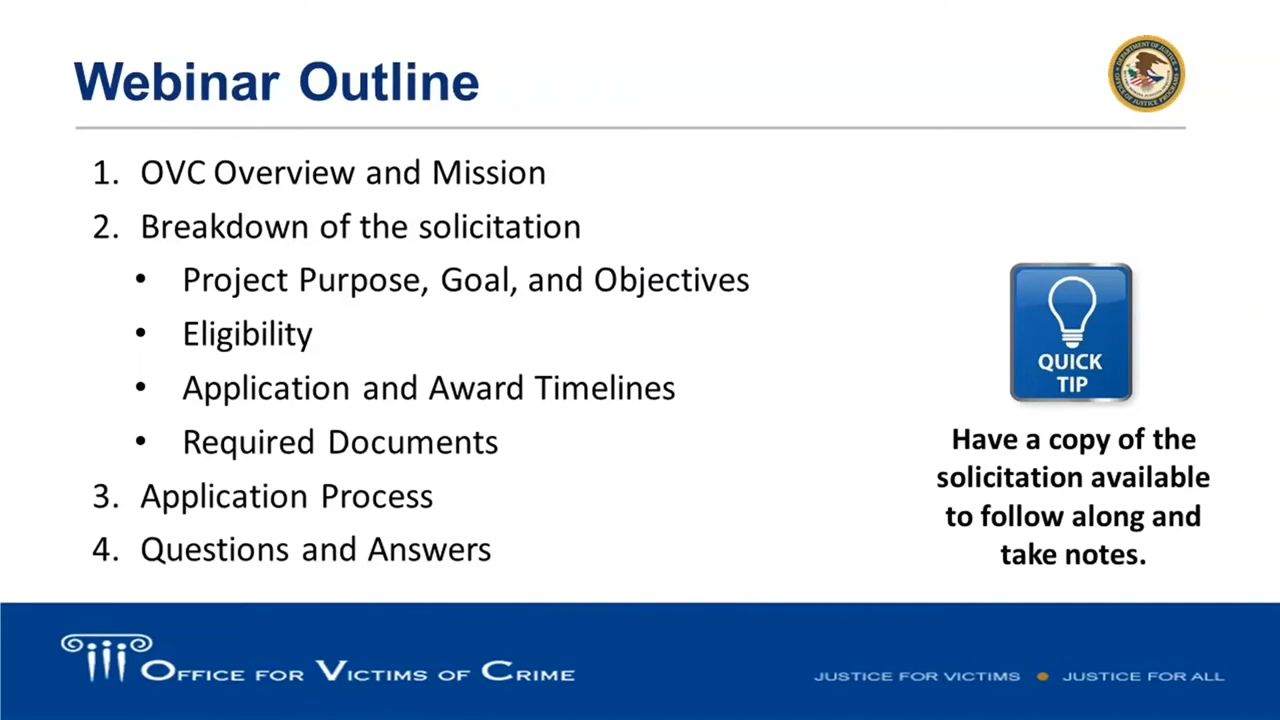 Webinar Outline
1. OVC Overview and Mission
2. Breakdown of the solicitation
• Project Purpose, Goal, and Objectives
• Eligibility
• Application and Award Timelines
• Required Documents
3. Application Process
4. Questions and Answers
QUICK
TIP
Have a copy of the
solicitation available
to follow along and
take notes.
OFFICE FOR VICTIMS OF CRIME
JUSTICE FOR VICTIMS • JUSTICE FOR ALL